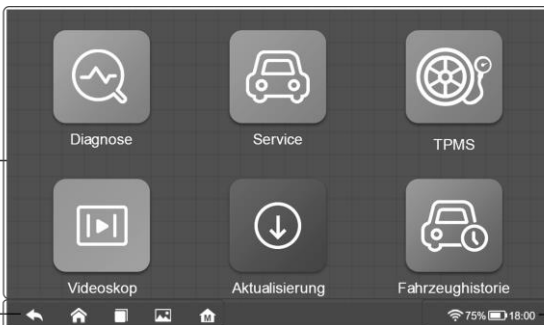 Diagnose
Service
TPMS
Videoskop
Aktualisierung
Fahrzeughistorie
M
75% 18:00